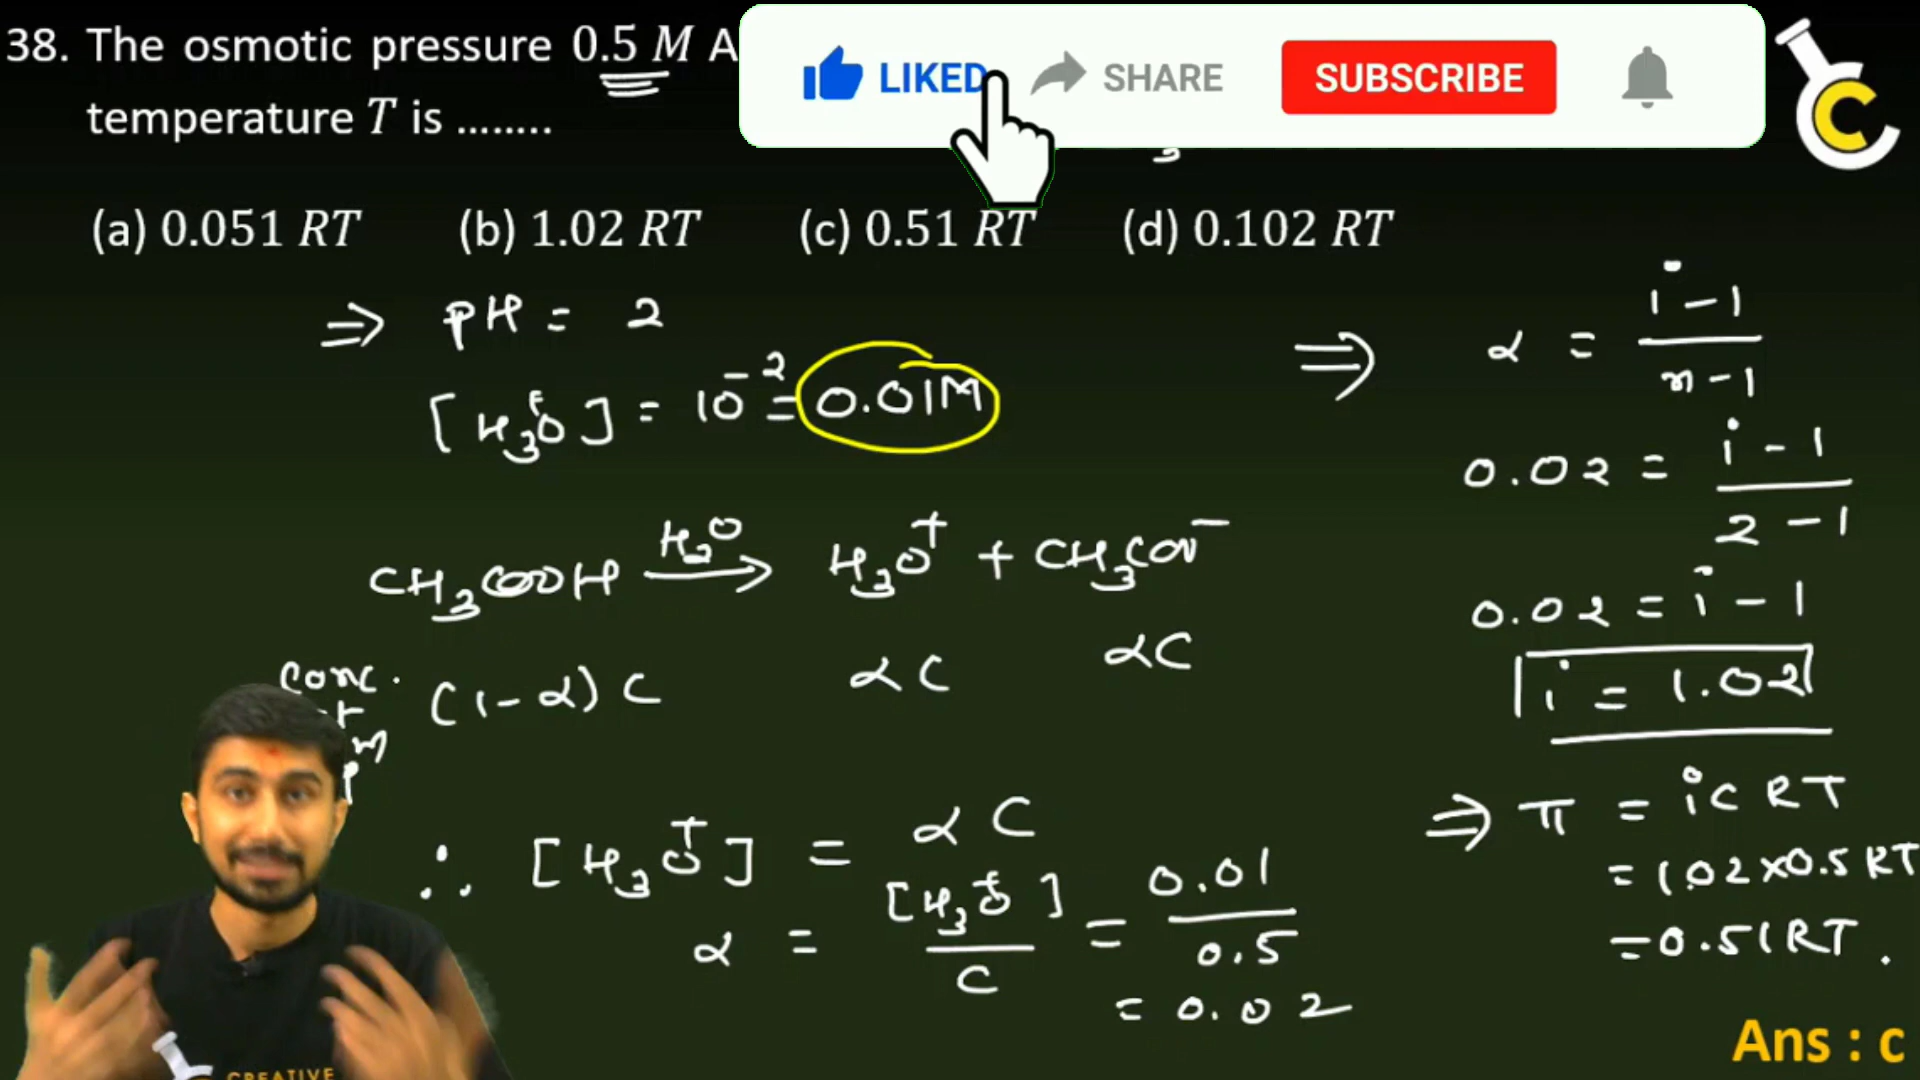 38. The osmotic pressure 0.5 M A
LIKED SHARE SUBSCRIBE
temperature T is ........
3
(a) 0.051 RT (b) 1.02 RT (c) 0.51 RT (d) 0.102 RT
⇒ pH = 2
[H₃O⁺] = 10⁻² = 0.01M
CH₃COOH H₂O → H₃O⁺ + CH₃COO⁻
conc. (1-α) C αC αC
∴ [H₃O⁺] = αC
α = [H₃O⁺] / C = 0.01 / 0.5
= 0.02
⇒ α = i-1 / n-1
0.02 = i-1 / 2-1
0.02 = i-1
i = 1.02
⇒ π = iCRT
= 1.02×0.5 RT
= 0.51RT.
Ans : c
C
CREATIVE